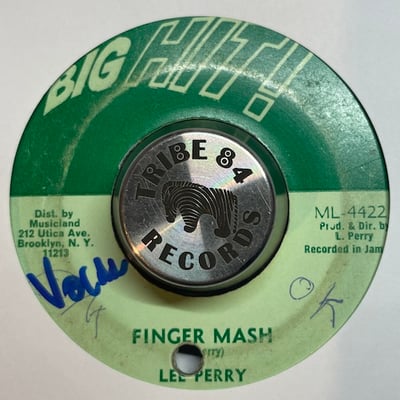 BIG HIT!
TRIBE 84
RECORDS
Dist. by
Musicland
212 Utica Ave.
Brooklyn, N. Y.
11213
ML-4422
Prod. & Dir. by
L. Perry
Recorded in Jam
OK
FINGER MASH
LEE PERRY